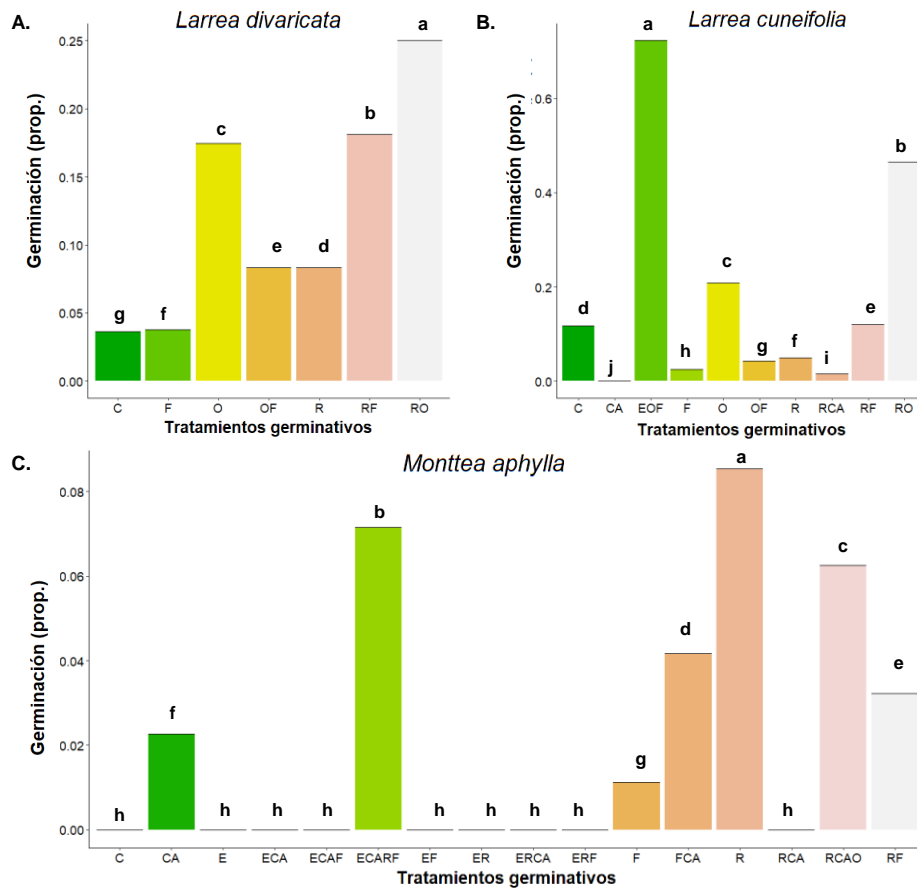 A.
Larrea divaricata
Germinación (prop.)
0.25
0.20
0.15
0.10
0.05
0.00
g
f
c
e
d
b
a
C F O OF R RF RO
Tratamientos germinativos
B.
Larrea cuneifolia
Germinación (prop.)
0.6
0.4
0.2
0.0
d
j
a
h
c
g
f
i
e
b
C CA EOF F O OF R RCA RF RO
Tratamientos germinativos
C.
Monttea aphylla
Germinación (prop.)
0.08
0.06
0.04
0.02
0.00
h
f
h
h
h
b
h
h
h
h
g
d
a
h
c
e
C CA E ECA ECAF ECARF EF ER ERCA ERF F FCA R RCA RCAO RF
Tratamientos germinativos